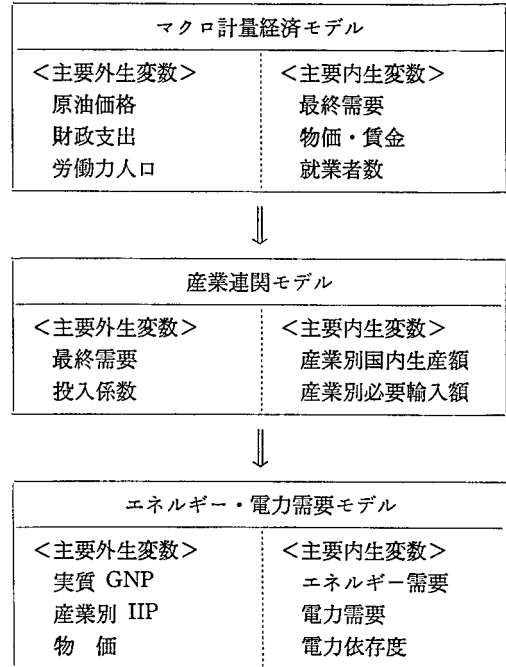 マクロ計量経済モデル
＜主要外生変数＞
原油価格
財政支出
労働力人口
＜主要内生変数＞
最終需要
物価・賃金
就業者数
産業連関モデル
＜主要外生変数＞
最終需要
投入係数
＜主要内生変数＞
産業別国内生産額
産業別必要輸入額
エネルギー・電力需要モデル
＜主要外生変数＞
実質 GNP
産業別 IIP
物　価
＜主要内生変数＞
エネルギー需要
電力需要
電力依存度